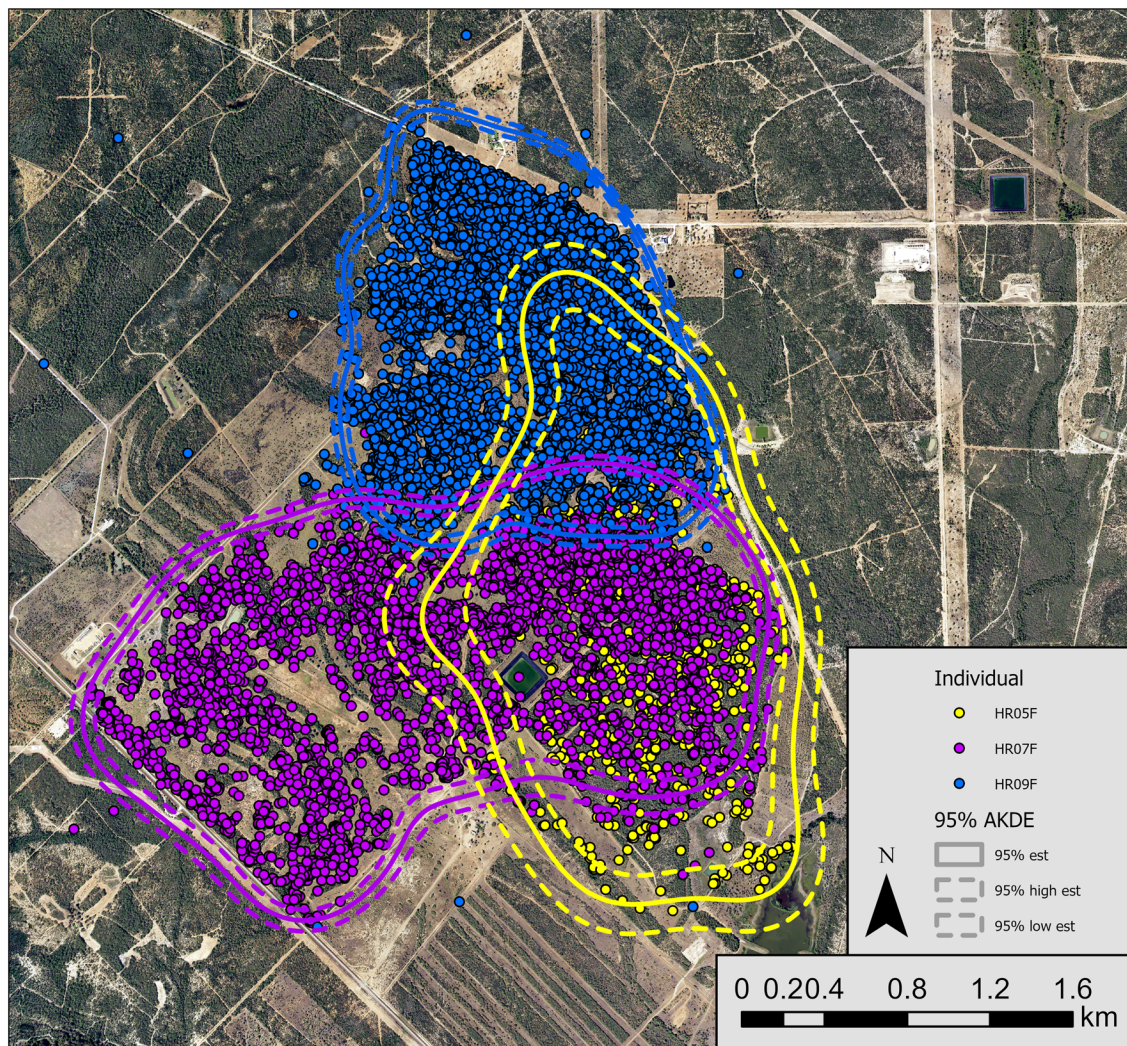 Individual
HR05F
HR07F
HR09F
95% AKDE
95% est
95% high est
95% low est
N
0 0.20.4 0.8 1.2 1.6
km